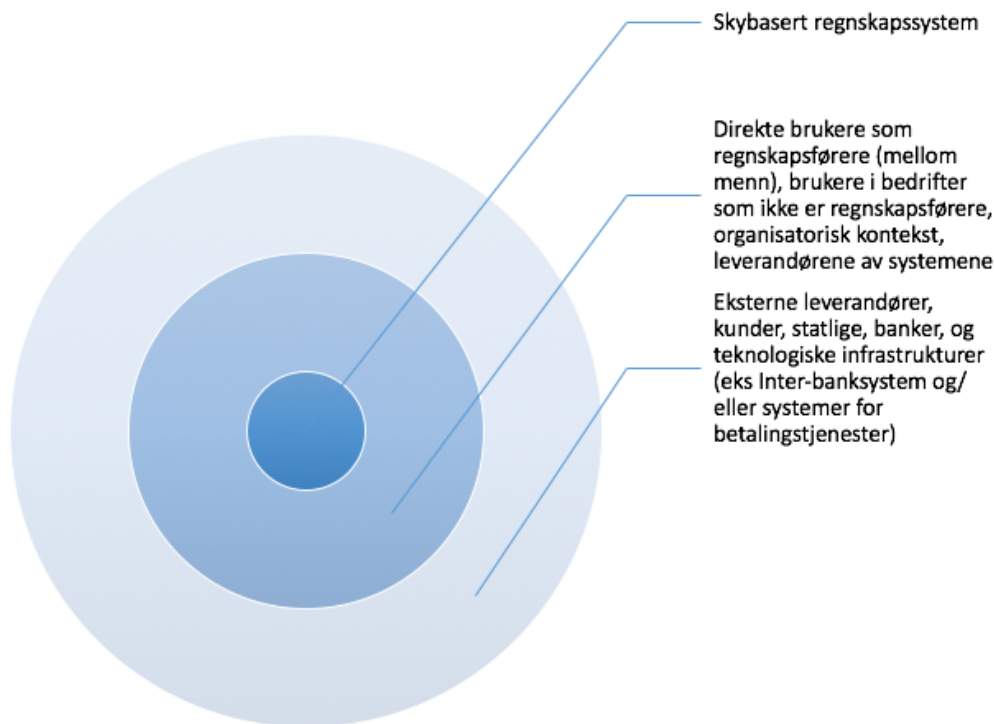 Skybasert regnskapssystem
Direkte brukere som
regnskapsførere (mellom
menn), brukere i bedrifter
som ikke er regnskapsførere,
organisatorisk kontekst,
leverandørene av systemene
Eksterne leverandører,
kunder, statlige, banker, og
teknologiske infrastrukturer
(eks Inter-banksystem og/
eller systemer for
betalingstjenester)